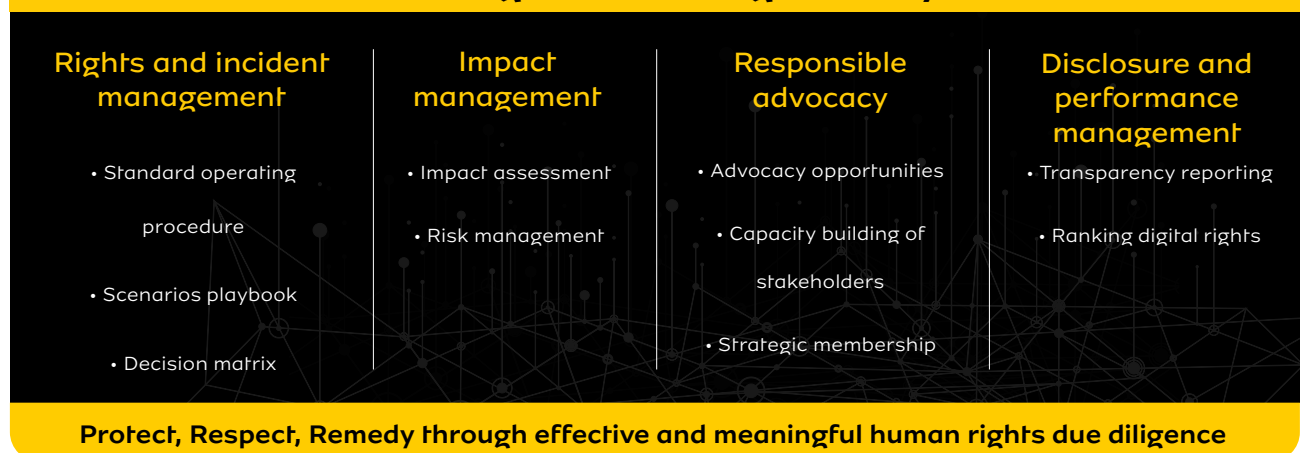 Rights and incident
management
• Standard operating
procedure
• Scenarios playbook
• Decision matrix
Impact
management
• Impact assessment
• Risk management
Responsible
advocacy
• Advocacy opportunities
• Capacity building of
stakeholders
• Strategic membership
Disclosure and
performance
management
• Transparency reporting
• Ranking digital rights
Protect, Respect, Remedy through effective and meaningful human rights due diligence